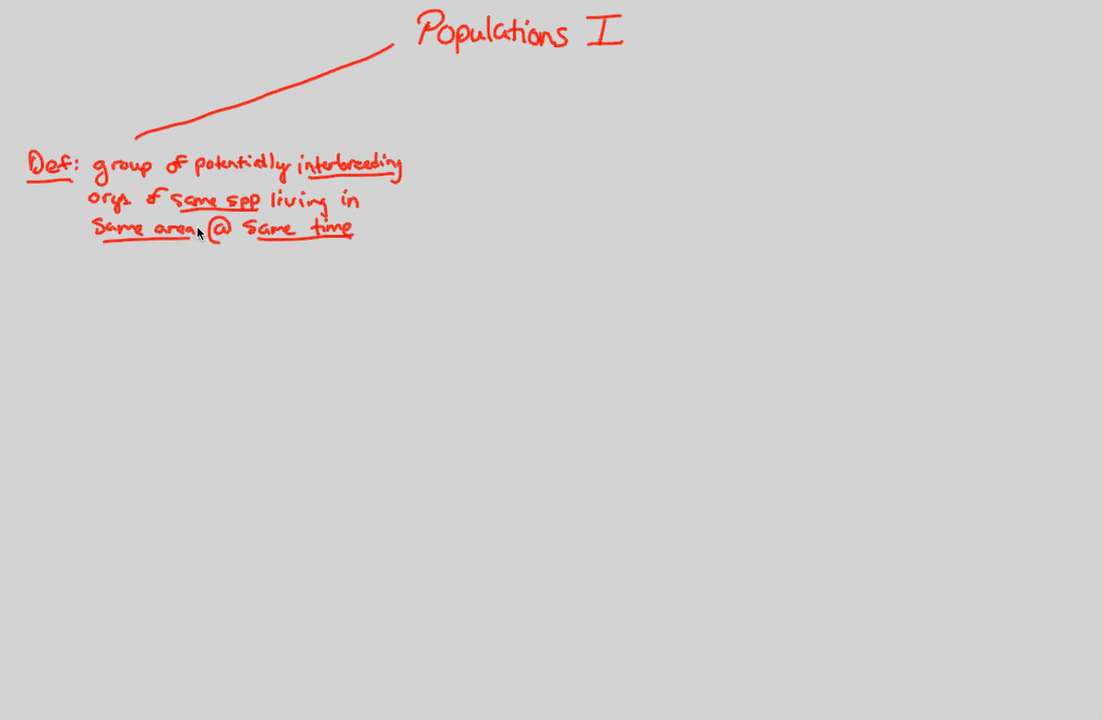 Populations I
Def: group of potentially interbreeding
orgs of same spp living in
same area @ same time